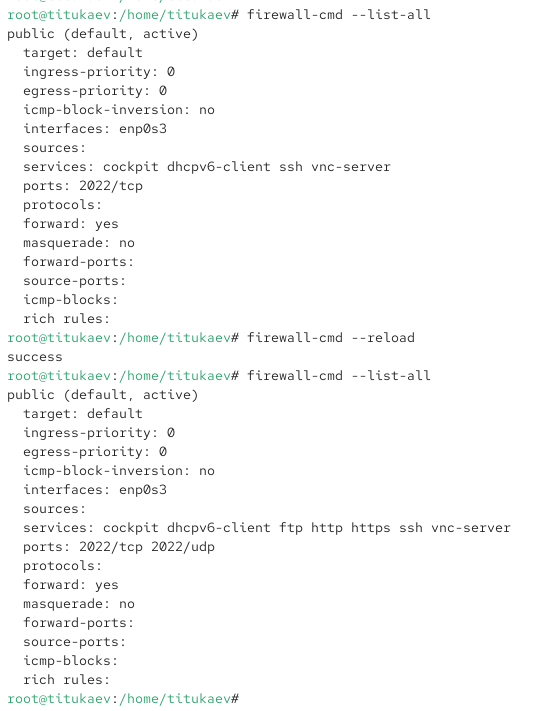 root@titukaev:/home/titukaev# firewall-cmd --list-all
public (default, active)
  target: default
  ingress-priority: 0
  egress-priority: 0
  icmp-block-inversion: no
  interfaces: enp0s3
  sources:
  services: cockpit dhcpv6-client ssh vnc-server
  ports: 2022/tcp
  protocols:
  forward: yes
  masquerade: no
  forward-ports:
  source-ports:
  icmp-blocks:
  rich rules:
root@titukaev:/home/titukaev# firewall-cmd --reload
success
root@titukaev:/home/titukaev# firewall-cmd --list-all
public (default, active)
  target: default
  ingress-priority: 0
  egress-priority: 0
  icmp-block-inversion: no
  interfaces: enp0s3
  sources:
  services: cockpit dhcpv6-client ftp http https ssh vnc-server
  ports: 2022/tcp 2022/udp
  protocols:
  forward: yes
  masquerade: no
  forward-ports:
  source-ports:
  icmp-blocks:
  rich rules:
root@titukaev:/home/titukaev#